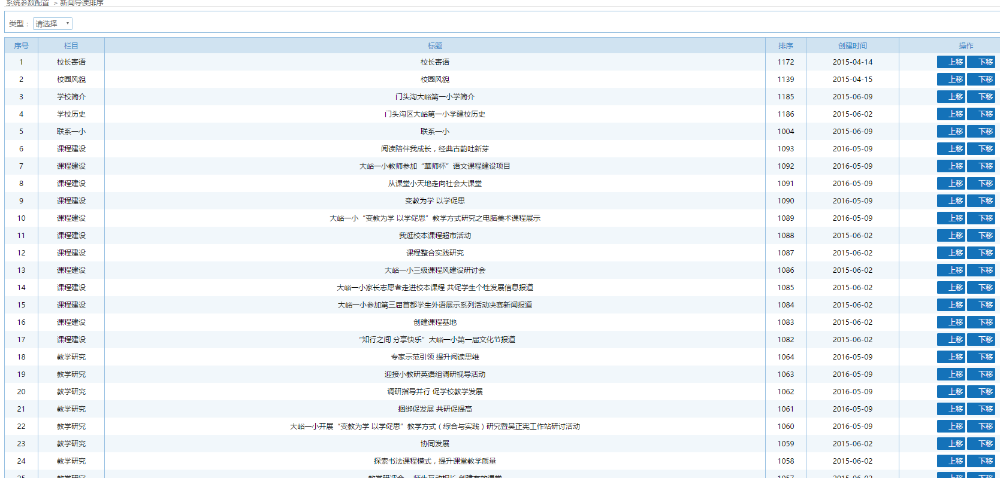 系统参数配置 > 新闻导读排序
类型： 请选择
序号 栏目 标题 排序 创建时间 操作
1 校长寄语 校长寄语 1172 2015-04-14 上移 下移
2 校园风貌 校园风貌 1139 2015-04-15 上移 下移
3 学校简介 门头沟大峪第一小学简介 1185 2015-06-09 上移 下移
4 学校历史 门头沟区大峪第一小学建校历史 1186 2015-06-02 上移 下移
5 联系一小 联系一小 1004 2015-06-09 上移 下移
6 课程建设 阅读陪伴我成长，经典古韵吐新芽 1093 2016-05-09 上移 下移
7 课程建设 大峪一小教师参加“華师杯”语文课程建设项目 1092 2016-05-09 上移 下移
8 课程建设 从课堂小天地走向社会大课堂 1091 2016-05-09 上移 下移
9 课程建设 变教为学 以学促思 1090 2016-05-09 上移 下移
10 课程建设 大峪一小“变教为学 以学促思”教学方式研究之电脑美术课程展示 1089 2016-05-09 上移 下移
11 课程建设 我逛校本课程超市活动 1088 2015-06-02 上移 下移
12 课程建设 课程整合实践研究 1087 2015-06-02 上移 下移
13 课程建设 大峪一小三级课程风建设研讨会 1086 2015-06-02 上移 下移
14 课程建设 大峪一小家长志愿者走进校本课程 共促学生个性发展信息报道 1085 2015-06-02 上移 下移
15 课程建设 大峪一小参加第三届首都学生外语展示系列活动决赛新闻报道 1084 2015-06-02 上移 下移
16 课程建设 创建课程基地 1083 2015-06-02 上移 下移
17 课程建设 “知行之间 分享快乐”大峪一小第一届文化节报道 1082 2015-06-02 上移 下移
18 教学研究 专家示范引领 提升阅读思维 1064 2016-05-09 上移 下移
19 教学研究 迎接小教研英语组调研视导活动 1063 2016-05-09 上移 下移
20 教学研究 调研指导并行 促学校教学发展 1062 2016-05-09 上移 下移
21 教学研究 捆绑促发展 共研促提高 1061 2016-05-09 上移 下移
22 教学研究 大峪一小开展“变教为学 以学促思”教学方式（综合与实践）研究暨吴正宪工作站研讨活动 1060 2016-05-09 上移 下移
23 教学研究 协同发展 1059 2015-06-02 上移 下移
24 教学研究 探索书法课程模式，提升课堂教学质量 1058 2015-06-02 上移 下移
25 教学研究 1057 2015-06-02 上移 下移